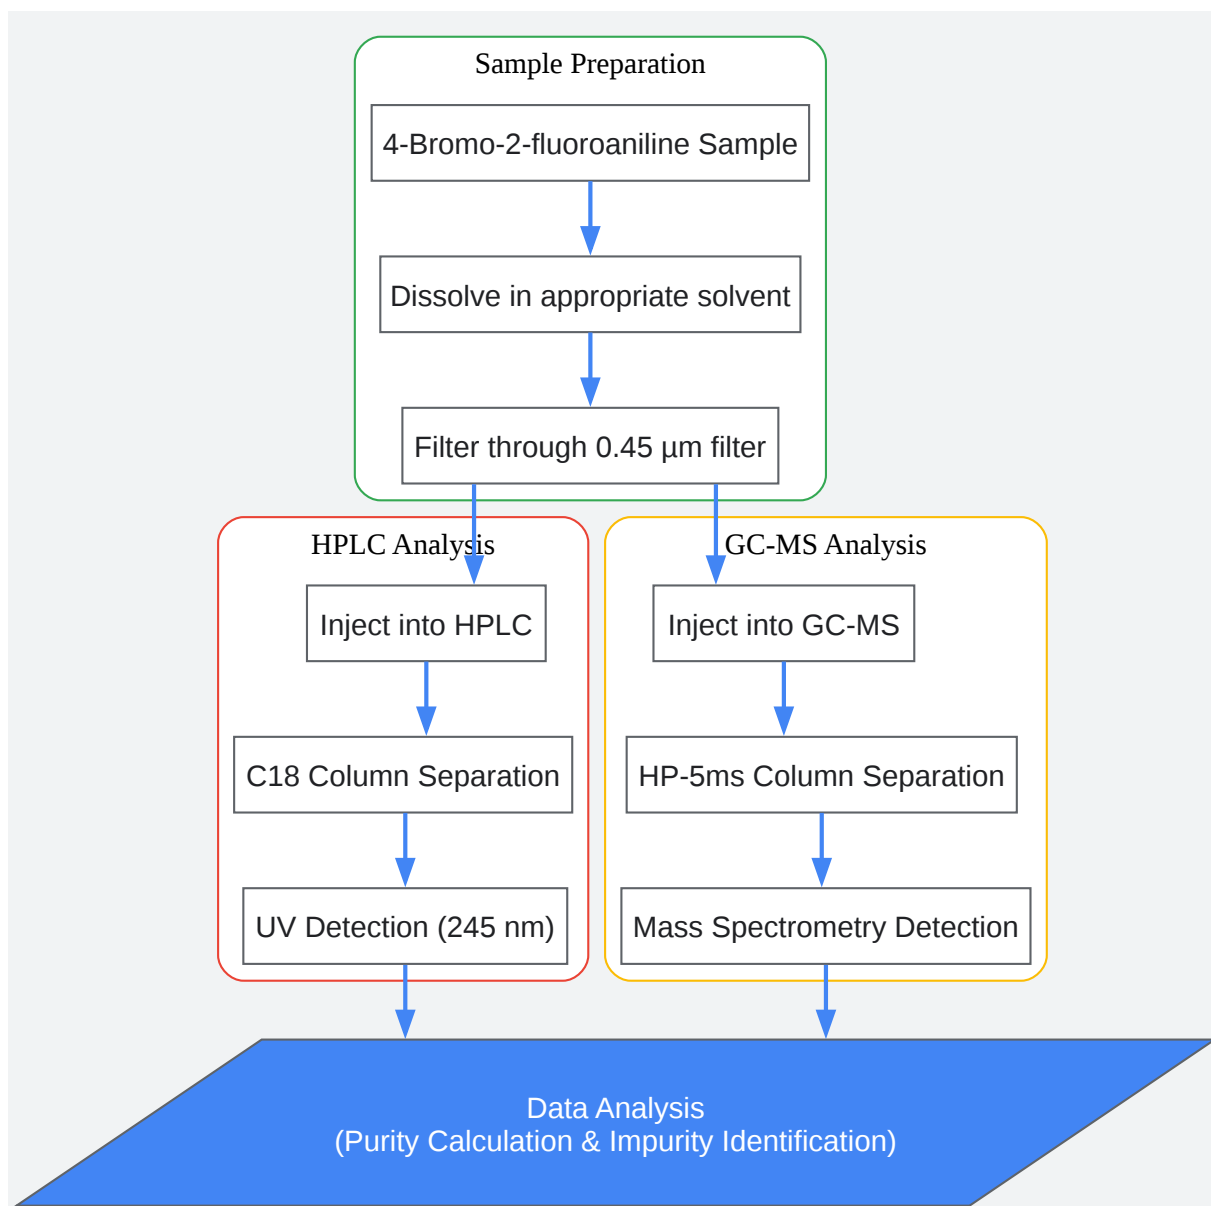 Sample Preparation
4-Bromo-2-fluoroaniline Sample
Dissolve in appropriate solvent
Filter through 0.45 µm filter
HPLC Analysis
Inject into HPLC
C18 Column Separation
UV Detection (245 nm)
GC-MS Analysis
Inject into GC-MS
HP-5ms Column Separation
Mass Spectrometry Detection
Data Analysis
(Purity Calculation & Impurity Identification)